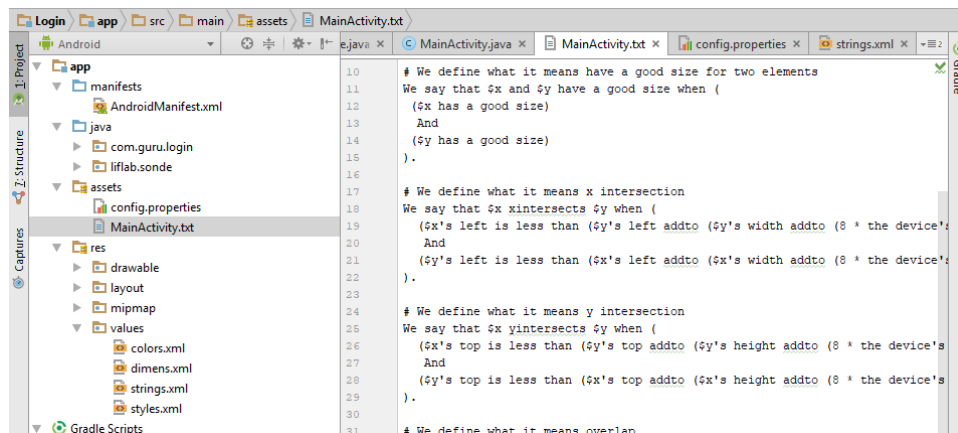 Login app src main assets MainActivity.txt
Android
e.java MainActivity.java MainActivity.txt config.properties strings.xml 2
1: Project
7: Structure
Captures
Gradle
app
manifests
AndroidManifest.xml
java
com.guru.login
liflab.sonde
assets
config.properties
MainActivity.txt
res
drawable
layout
mipmap
values
colors.xml
dimens.xml
strings.xml
styles.xml
Gradle Scripts
10 # We define what it means have a good size for two elements
11 We say that $x and $y have a good size when (
12 ($x has a good size)
13 And
14 ($y has a good size)
15 ).
16
17 # We define what it means x intersection
18 We say that $x xintersects $y when (
19 ($x's left is less than ($y's left addto ($y's width addto (8 * the device's
20 And
21 ($y's left is less than ($x's left addto ($x's width addto (8 * the device's
22 ).
23
24 # We define what it means y intersection
25 We say that $x yintersects $y when (
26 ($x's top is less than ($y's top addto ($y's height addto (8 * the device's
27 And
28 ($y's top is less than ($x's top addto ($x's height addto (8 * the device's
29 ).
30
31 # We define what it means overlap